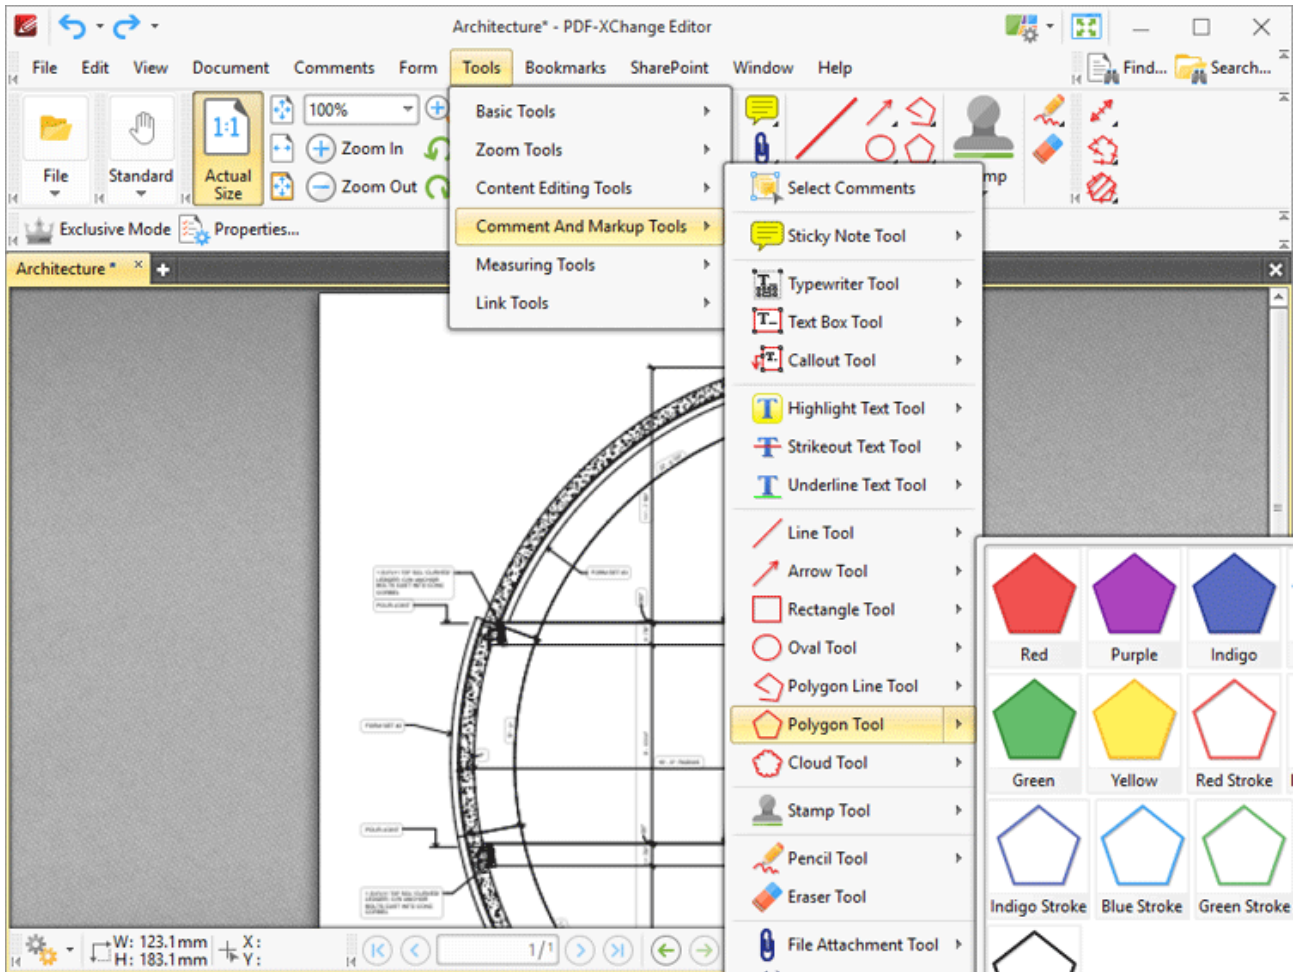 Architecture* - PDF-XChange Editor
File Edit View Document Comments Form Tools Bookmarks SharePoint Window Help
Find... Search...
File
Standard
1:1
Actual
Size
100%
Zoom In
Zoom Out
mp
Exclusive Mode Properties...
Architecture *
Basic Tools
Zoom Tools
Content Editing Tools
Comment And Markup Tools
Measuring Tools
Link Tools
Select Comments
Sticky Note Tool
Typewriter Tool
Text Box Tool
Callout Tool
Highlight Text Tool
Strikeout Text Tool
Underline Text Tool
Line Tool
Arrow Tool
Rectangle Tool
Oval Tool
Polygon Line Tool
Polygon Tool
Cloud Tool
Stamp Tool
Pencil Tool
Eraser Tool
File Attachment Tool
Red Purple Indigo
Green Yellow Red Stroke
Indigo Stroke Blue Stroke Green Stroke
W: 123.1mm
H: 183.1mm
X:
Y:
1/1